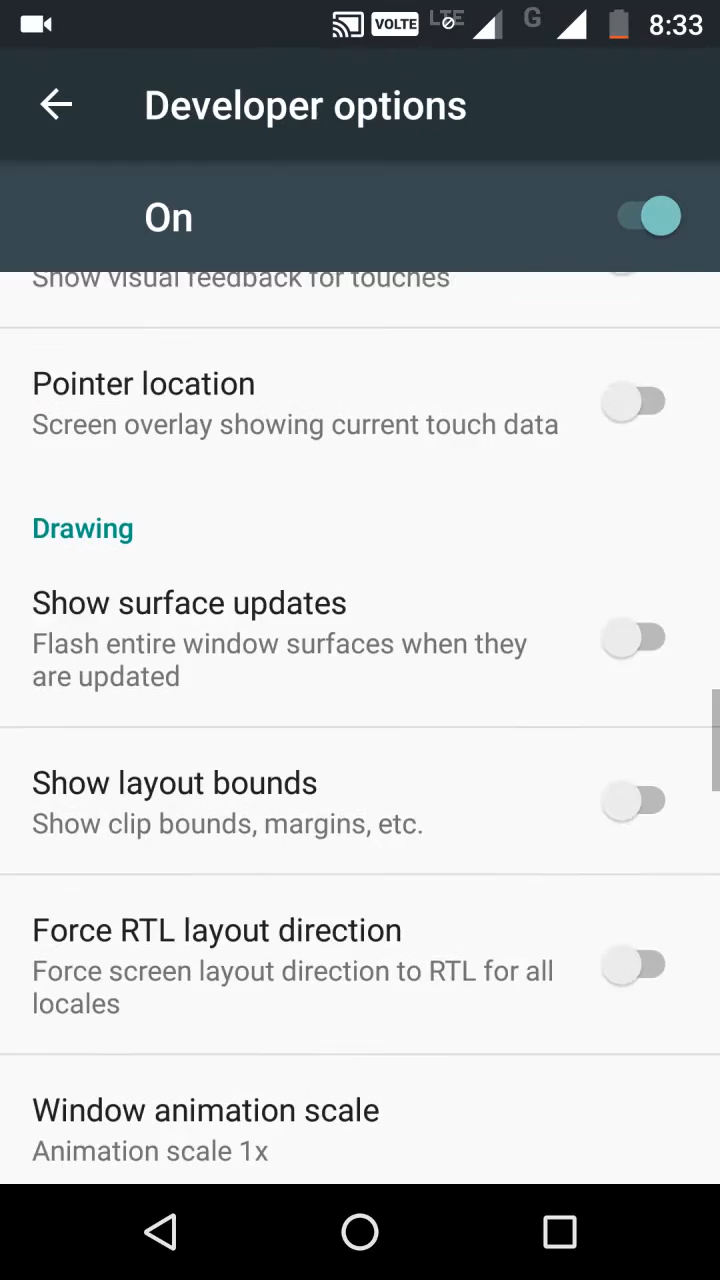 VOLTE LTE G 8:33
Developer options
On
Show visual feedback for touches
Pointer location
Screen overlay showing current touch data
Drawing
Show surface updates
Flash entire window surfaces when they
are updated
Show layout bounds
Show clip bounds, margins, etc.
Force RTL layout direction
Force screen layout direction to RTL for all
locales
Window animation scale
Animation scale 1x